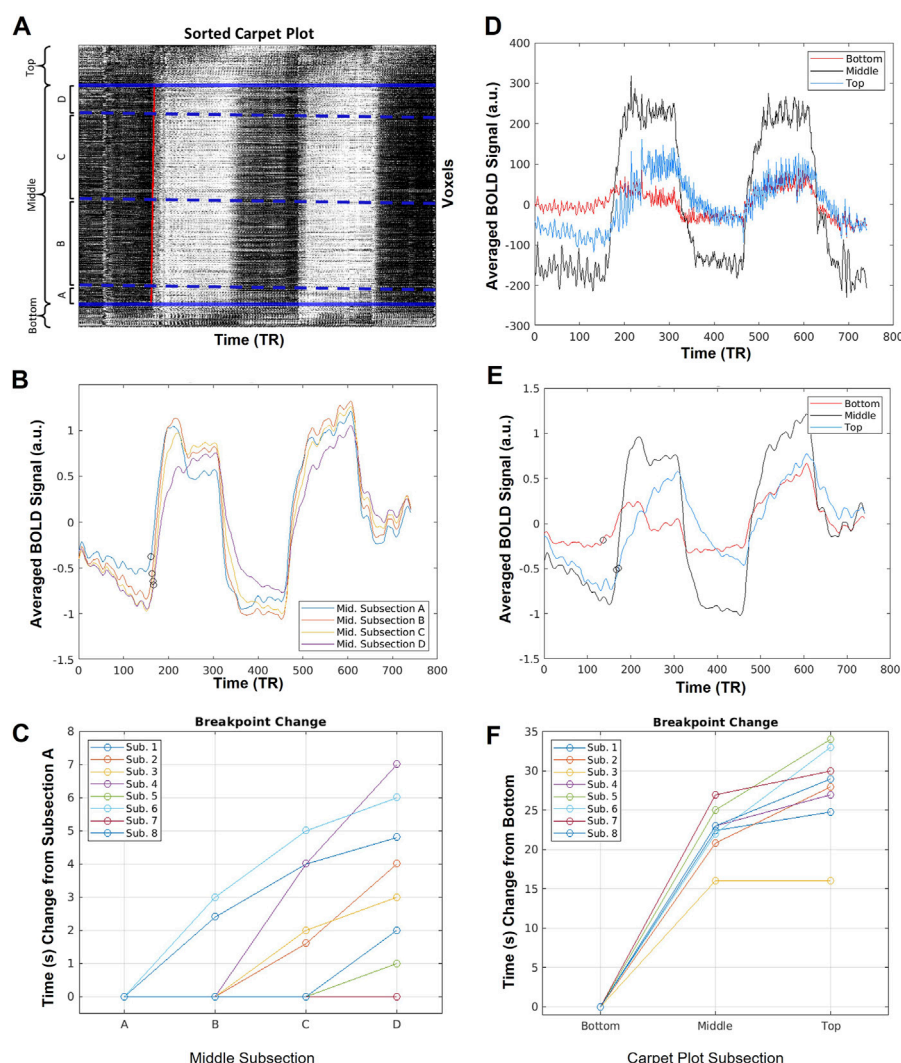 A
Sorted Carpet Plot
Top
D
C
Middle
B
A
Bottom
Voxels
Time (TR)
D
400
300
200
100
0
-100
-200
-300
0 100 200 300 400 500 600 700 800
Averaged BOLD Signal (a.u.)
Time (TR)
Bottom
Middle
Top
B
1
0.5
0
-0.5
-1
-1.5
0 100 200 300 400 500 600 700 800
Averaged BOLD Signal (a.u.)
Time (TR)
Mid. Subsection A
Mid. Subsection B
Mid. Subsection C
Mid. Subsection D
E
1.5
1
0.5
0
-0.5
-1
-1.5
0 100 200 300 400 500 600 700 800
Averaged BOLD Signal (a.u.)
Time (TR)
Bottom
Middle
Top
C
Breakpoint Change
8
7
6
5
4
3
2
1
0
Sub. 1
Sub. 2
Sub. 3
Sub. 4
Sub. 5
Sub. 6
Sub. 7
Sub. 8
A B C D
Time (s) Change from Subsection A
Middle Subsection
F
Breakpoint Change
35
30
25
20
15
10
5
0
Sub. 1
Sub. 2
Sub. 3
Sub. 4
Sub. 5
Sub. 6
Sub. 7
Sub. 8
Bottom Middle Top
Time (s) Change from Bottom
Carpet Plot Subsection